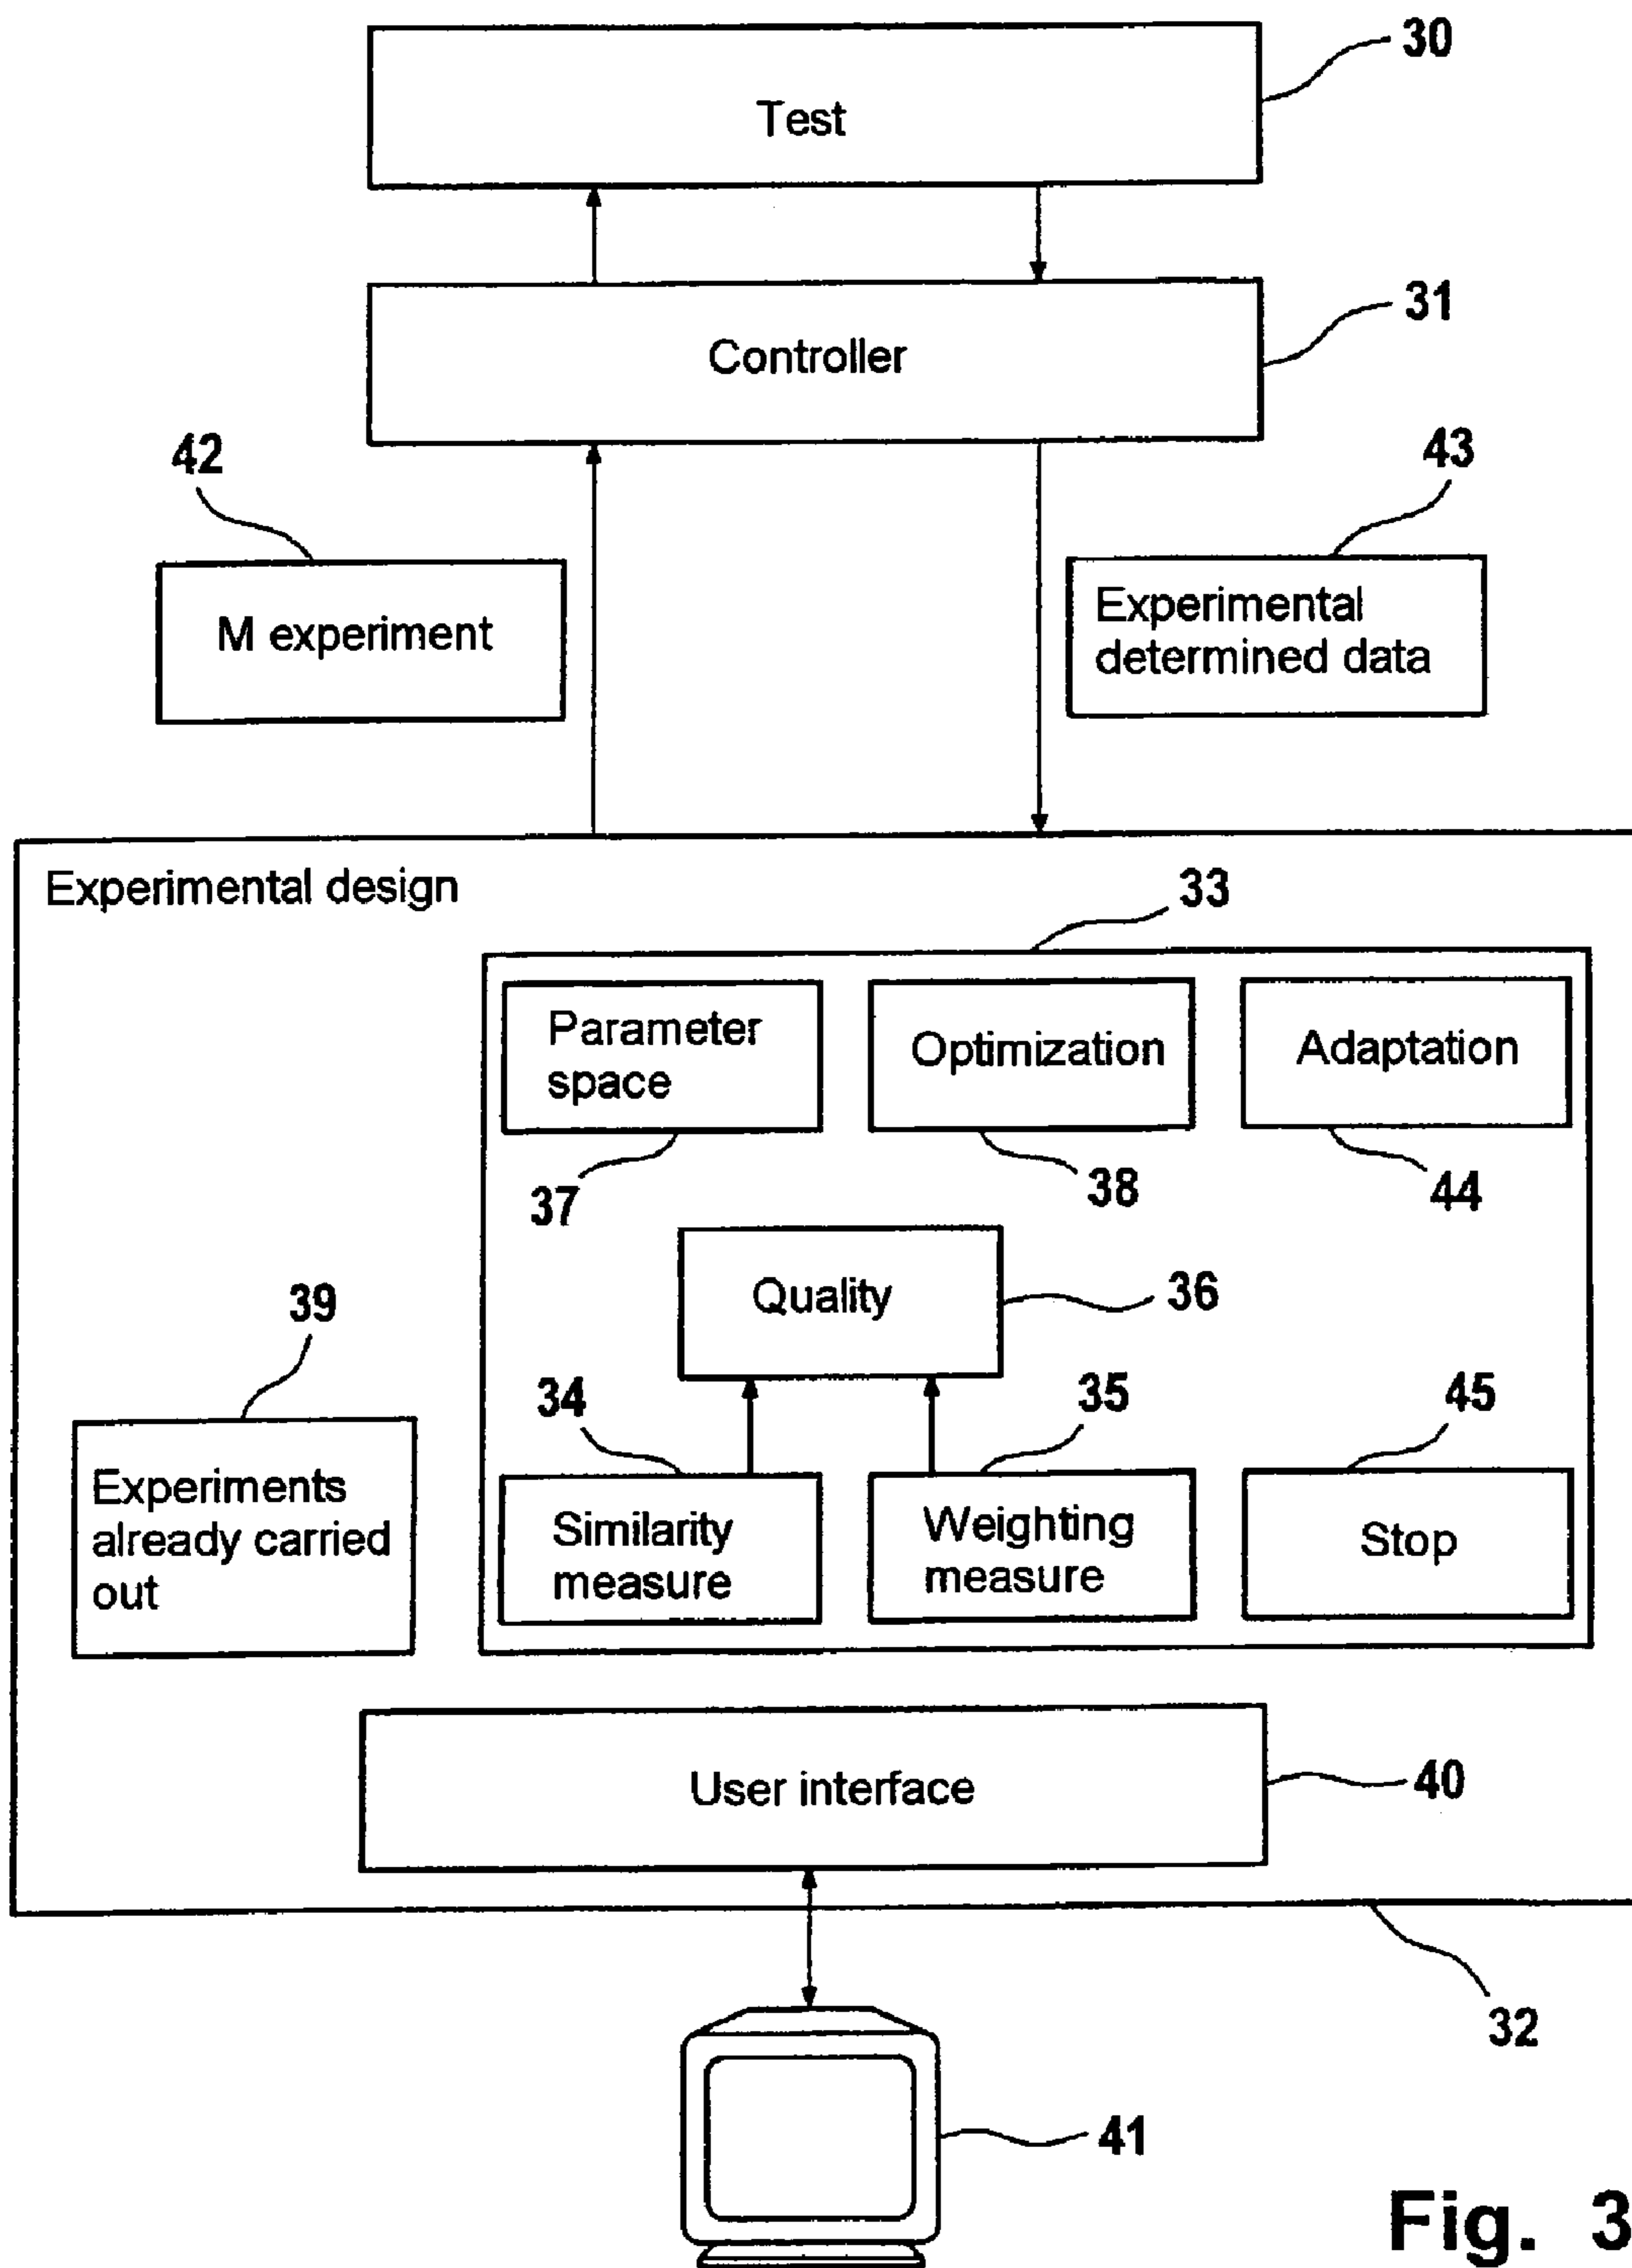 30
Test
31
Controller
42
43
M experiment
Experimental
determined data
Experimental design
33
Parameter
space
Optimization
Adaptation
37
38
44
Quality
36
39
34
35
45
Experiments
already carried
out
Similarity
measure
Weighting
measure
Stop
User interface
40
32
41
Fig. 3